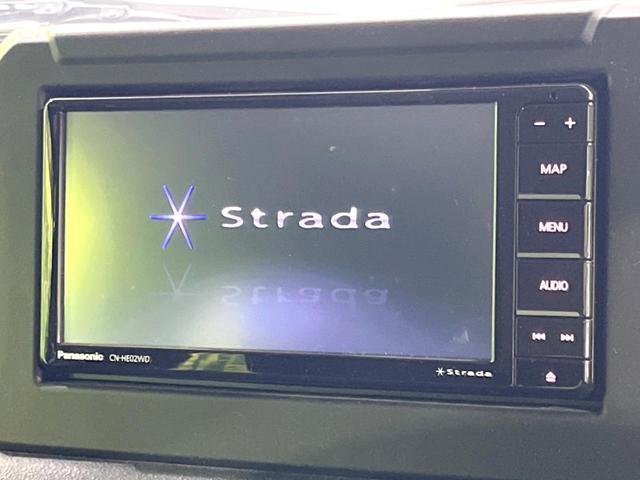 Strada
− +
MAP
MENU
AUDIO
Panasonic CN-HE02WD
Strada